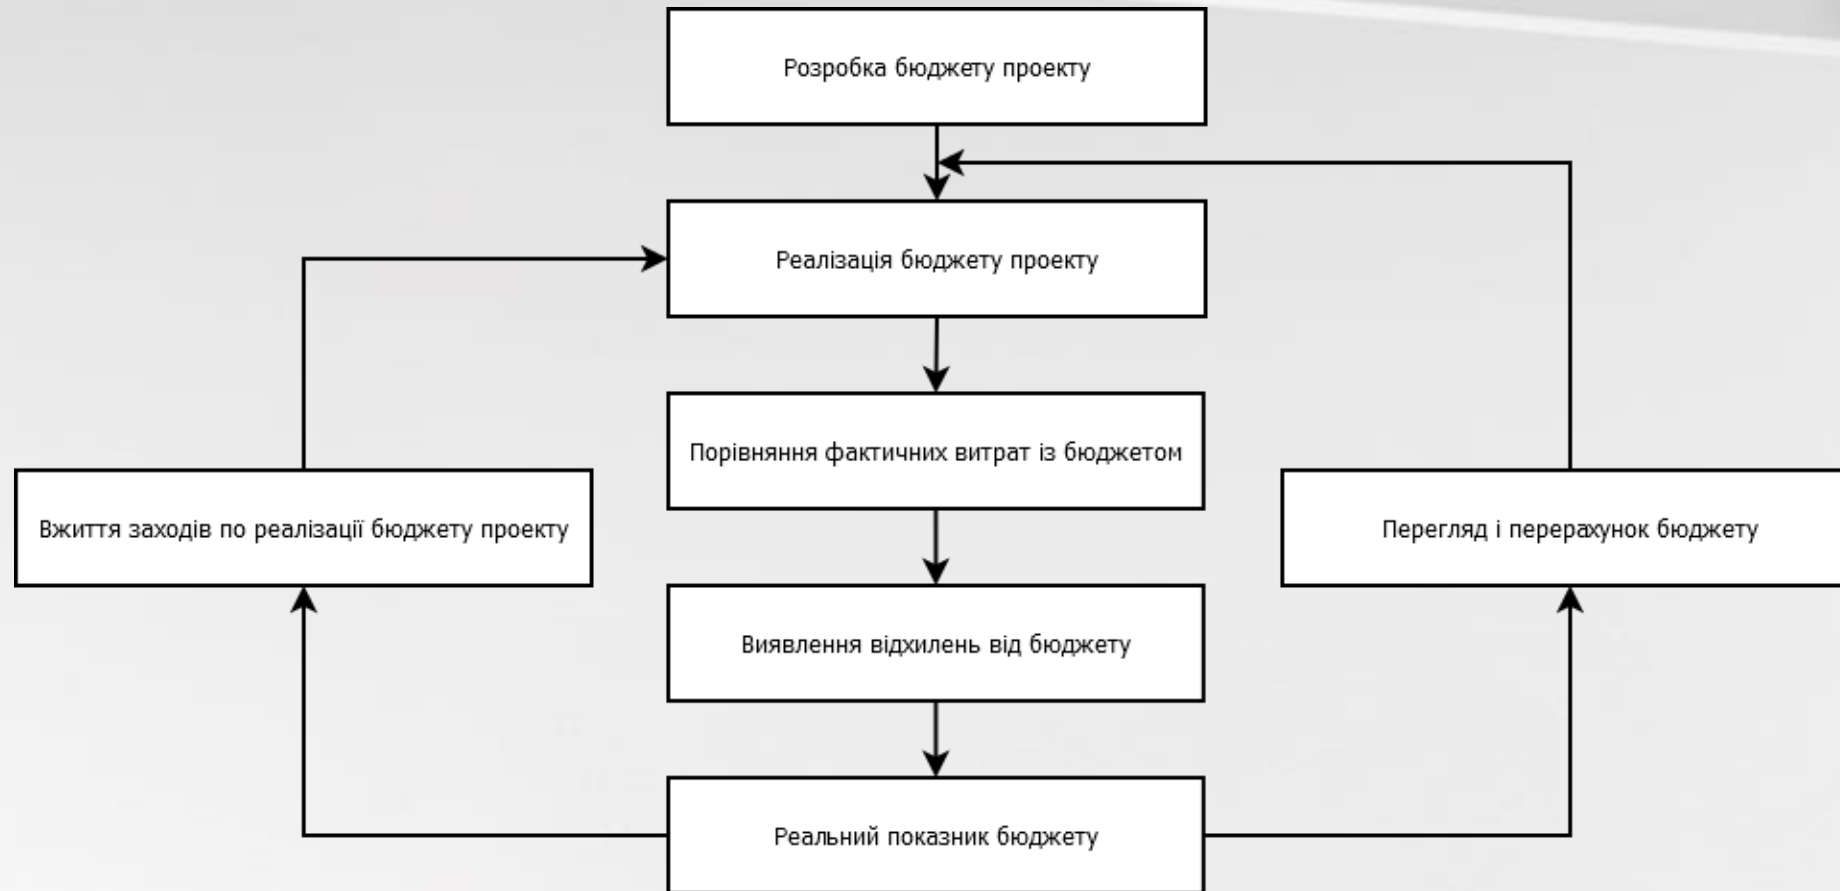 Розробка бюджету проекту
Реалізація бюджету проекту
Порівняння фактичних витрат із бюджетом
Вжиття заходів по реалізації бюджету проекту
Перегляд і перерахунок бюджету
Виявлення відхилень від бюджету
Реальний показник бюджету